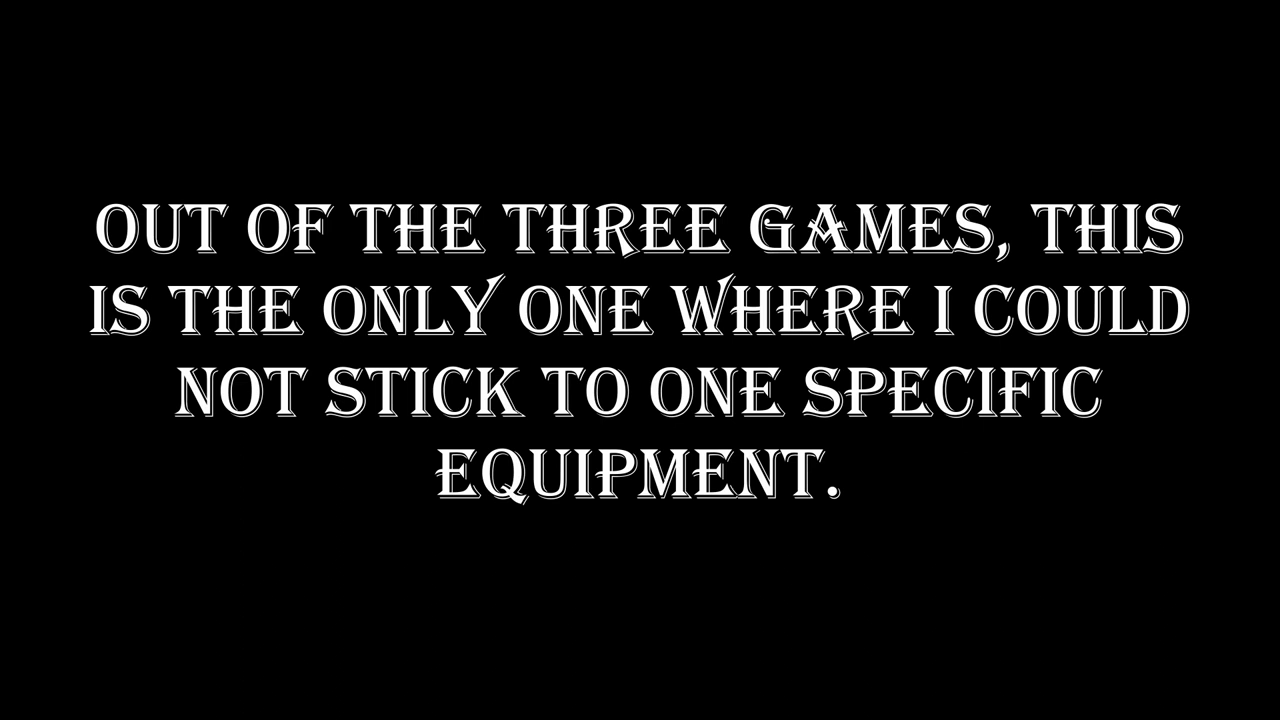 OUT OF THE THREE GAMES, THIS
IS THE ONLY ONE WHERE I COULD
NOT STICK TO ONE SPECIFIC
EQUIPMENT.